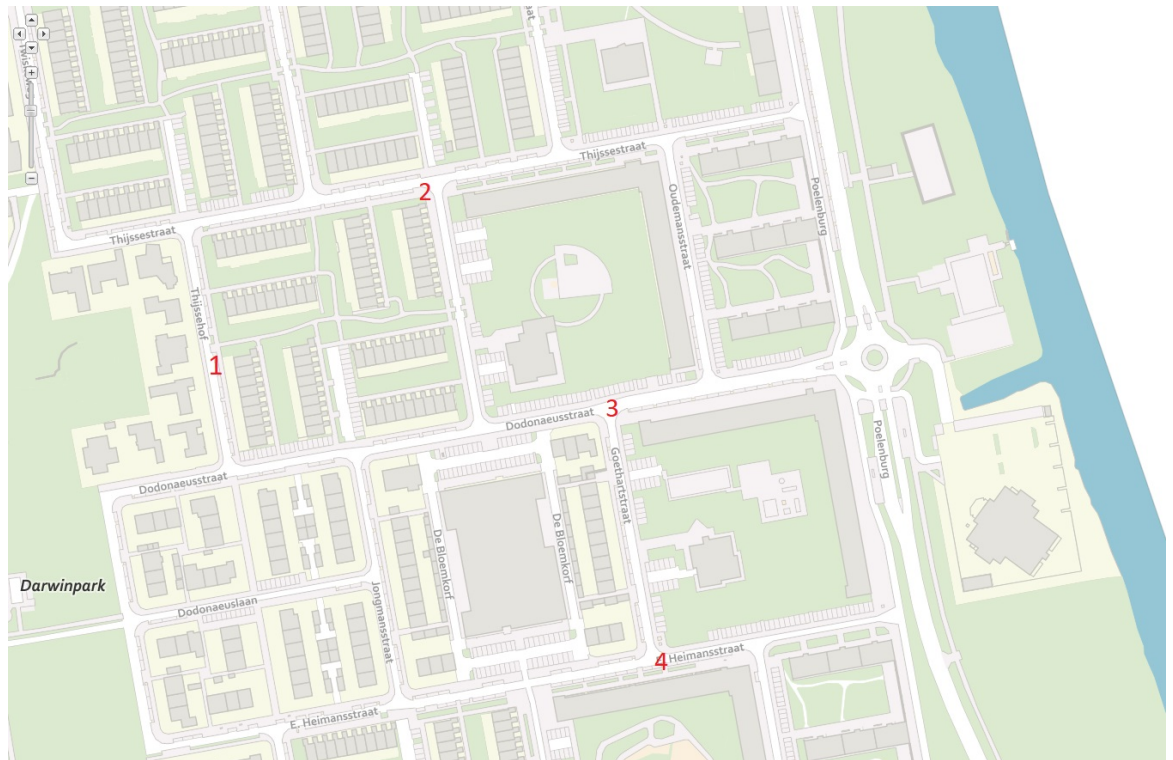 2
Thijssestraat
Thijssestraat
Oudemansstraat
Poelenburg
Thijssehof
1
3
Dodonaeusstraat
Goethartstraat
Poelenburg
Dodonaeusstraat
De Bloemkorf
De Bloemkorf
Darwinpark
Jongmansstraat
Dodonaeuslaan
4
Heimansstraat
E. Heimansstraat